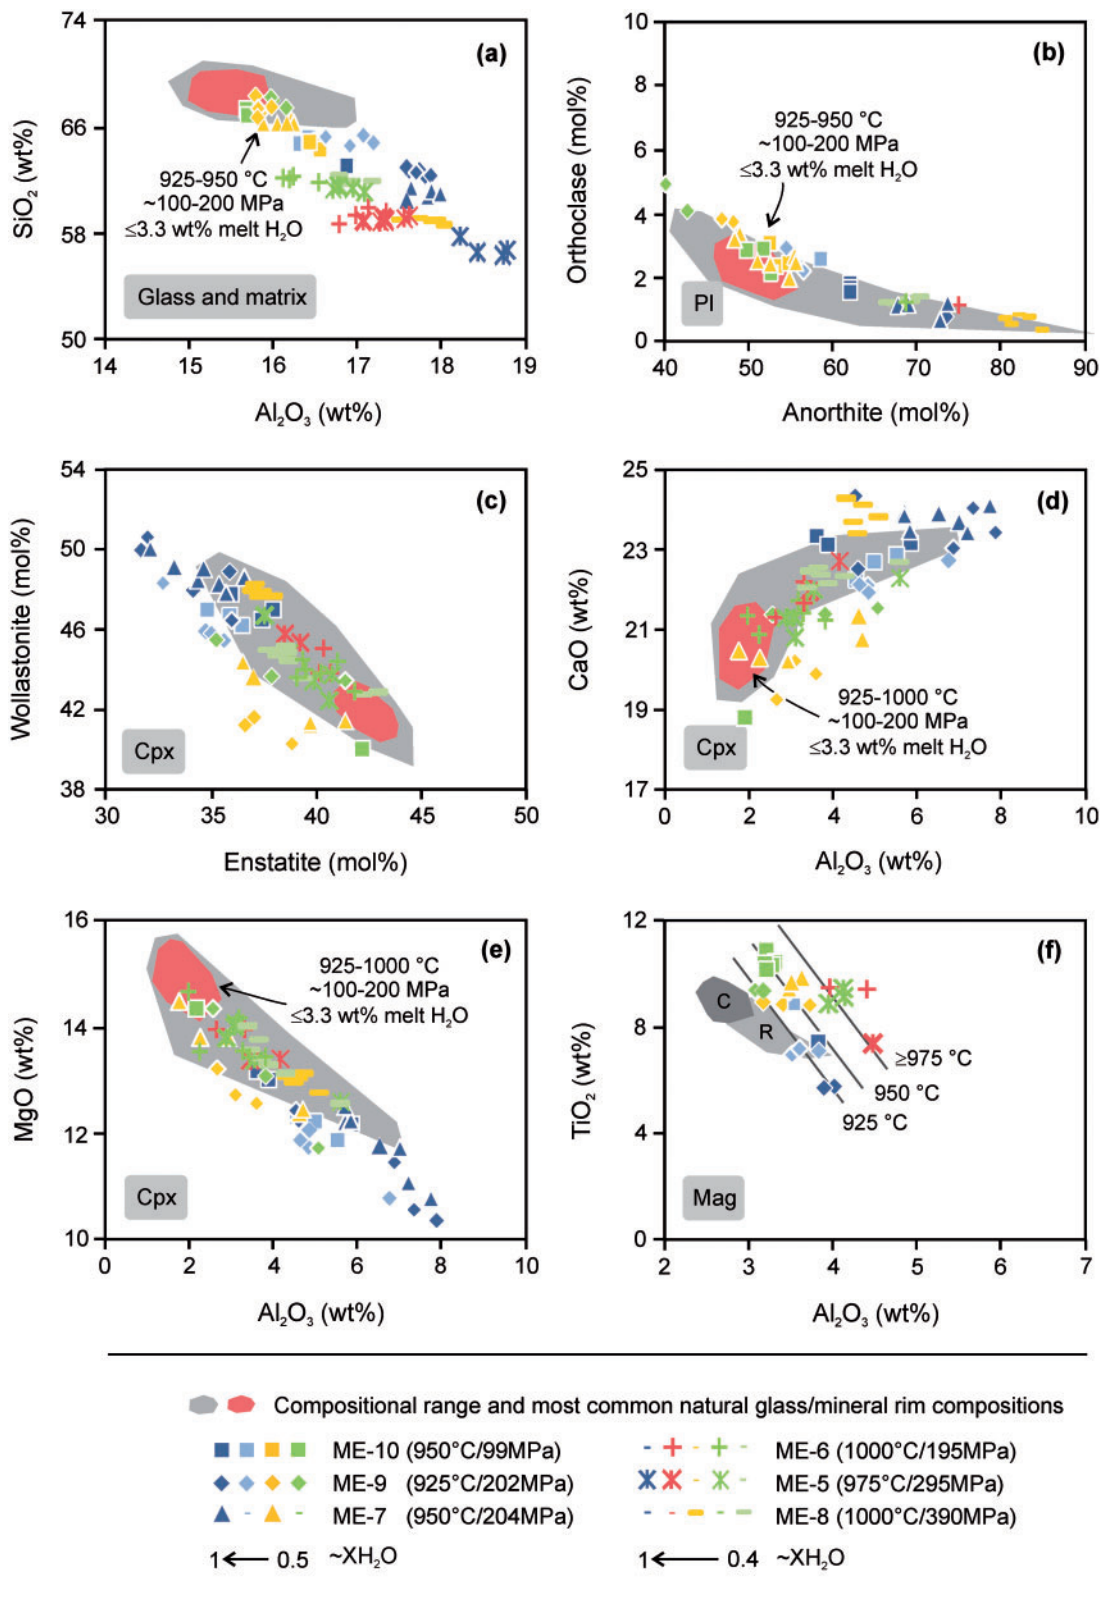 74
66
58
50
SiO2 (wt%)
(a)
925-950 °C
~100-200 MPa
≤3.3 wt% melt H2O
Glass and matrix
14 15 16 17 18 19
Al2O3 (wt%)
10
8
6
4
2
0
Orthoclase (mol%)
(b)
925-950 °C
~100-200 MPa
≤3.3 wt% melt H2O
Pl
40 50 60 70 80 90
Anorthite (mol%)
54
50
46
42
38
Wollastonite (mol%)
(c)
Cpx
30 35 40 45 50
Enstatite (mol%)
25
23
21
19
17
CaO (wt%)
(d)
925-1000 °C
~100-200 MPa
≤3.3 wt% melt H2O
Cpx
0 2 4 6 8 10
Al2O3 (wt%)
16
14
12
10
MgO (wt%)
(e)
925-1000 °C
~100-200 MPa
≤3.3 wt% melt H2O
Cpx
0 2 4 6 8 10
Al2O3 (wt%)
12
8
4
0
TiO2 (wt%)
(f)
C
R
≥975 °C
950 °C
925 °C
Mag
2 3 4 5 6 7
Al2O3 (wt%)
Compositional range and most common natural glass/mineral rim compositions
ME-10 (950°C/99MPa)
ME-9 (925°C/202MPa)
ME-7 (950°C/204MPa)
1 0.5 ~XH2O
ME-6 (1000°C/195MPa)
ME-5 (975°C/295MPa)
ME-8 (1000°C/390MPa)
1 0.4 ~XH2O